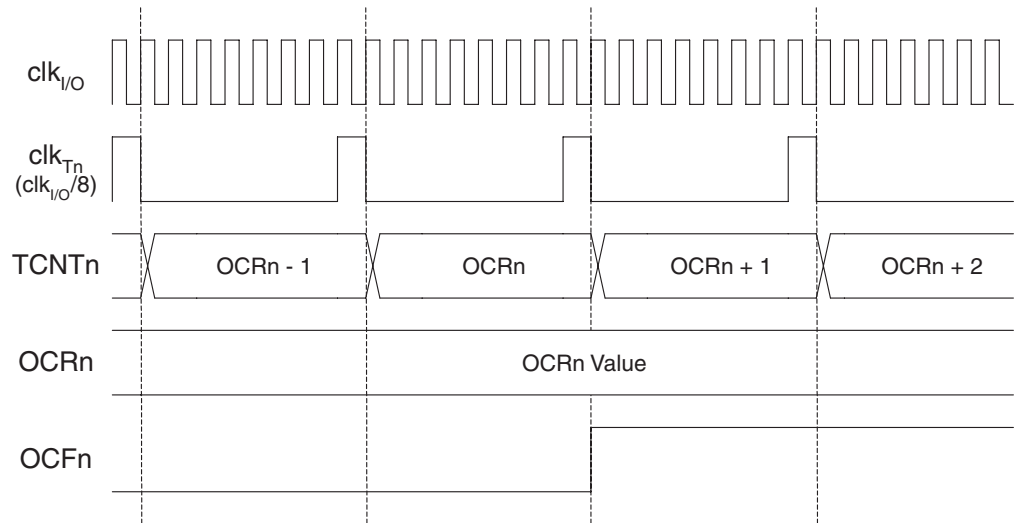 clkI/O
clkTn
(clkI/O/8)
TCNTn
OCRn - 1
OCRn
OCRn + 1
OCRn + 2
OCRn
OCRn Value
OCFn